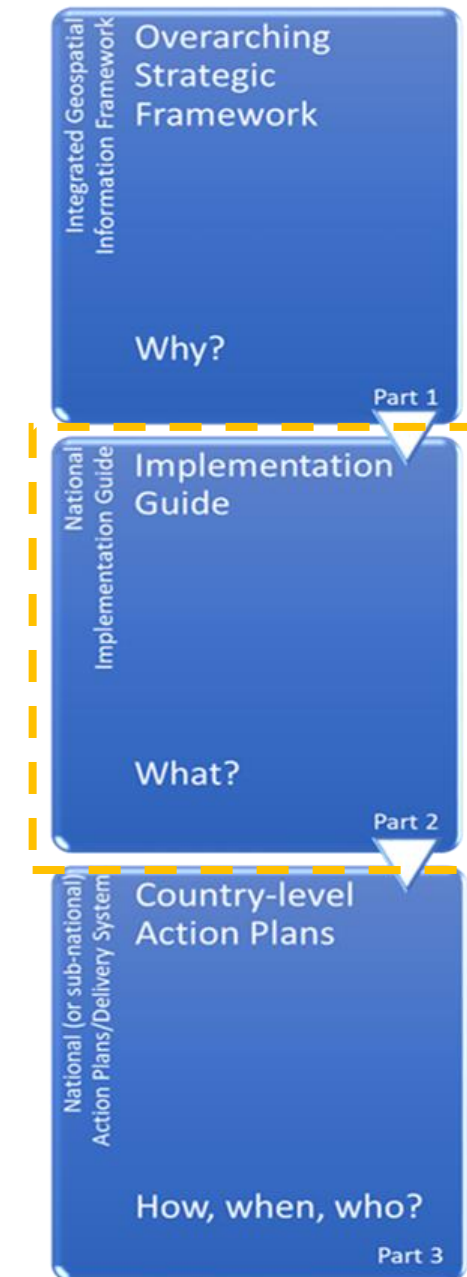 Integrated Geospatial
Information Framework
Overarching
Strategic
Framework
Why?
Part 1
National
Implementation Guide
Implementation
Guide
What?
Part 2
National (or sub-national)
Action Plans/Delivery System
Country-level
Action Plans
How, when, who?
Part 3